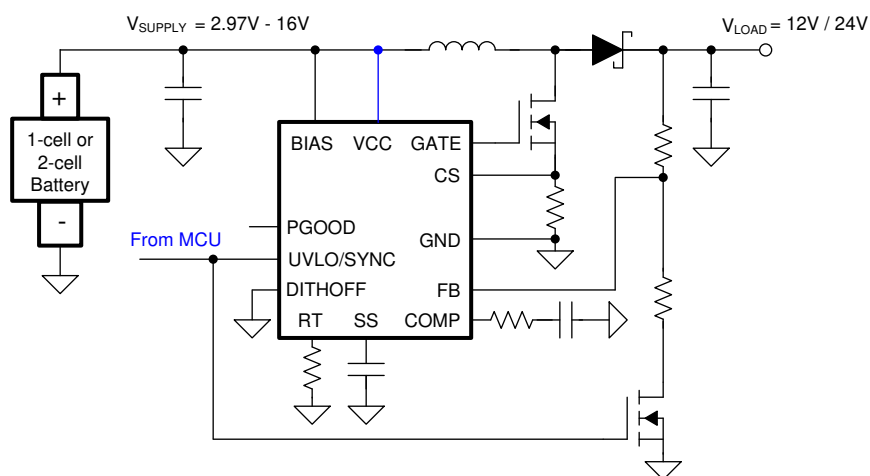 VSUPPLY = 2.97V - 16V
VLOAD = 12V / 24V
+
1-cell or
2-cell
Battery
-
BIAS VCC GATE
CS
PGOOD
GND
From MCU
UVLO/SYNC
DITHOFF
FB
RT SS COMP